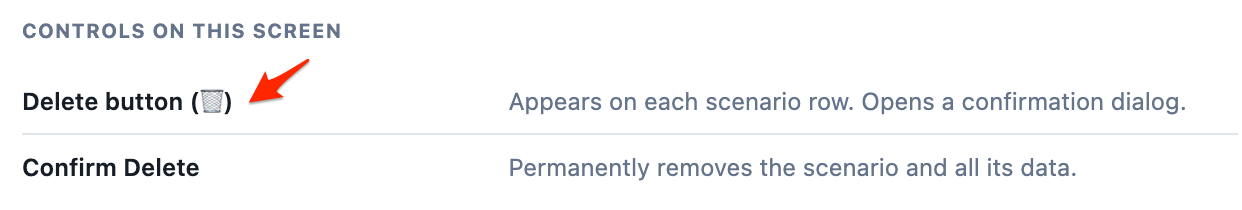 CONTROLS ON THIS SCREEN
Delete button (🗑️)
Appears on each scenario row. Opens a confirmation dialog.
Confirm Delete
Permanently removes the scenario and all its data.